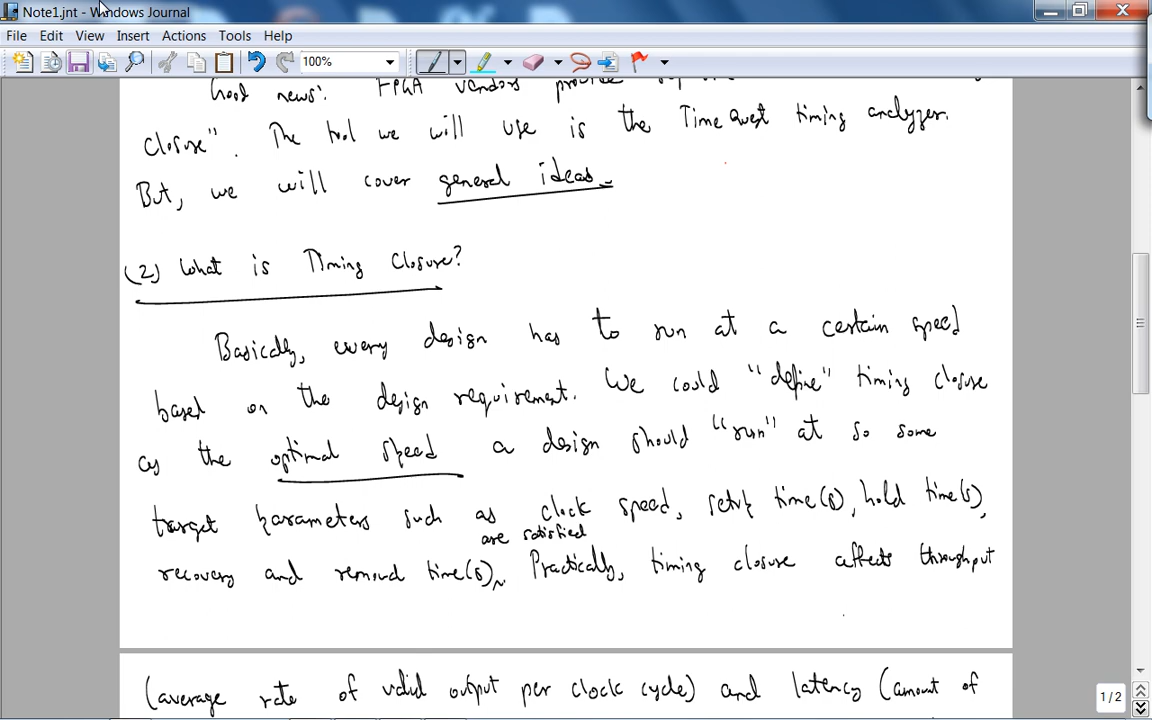 Note1.jnt - Windows Journal
File Edit View Insert Actions Tools Help
100%
Good news: FPGA vendors provide
closure". The tool we will use is the TimeQuest timing analyzer.
But, we will cover general ideas.
(2) What is Timing Closure?
Basically, every design has to run at a certain speed
based on the design requirement. We could "define" timing closure
as the optimal speed a design should "run" at so some
target parameters such as clock speed, setup time(s), hold time(s),
are satisfied
recovery and removal time(s), Practically, timing closure affects throughput
1/2
(average rate of valid output per clock cycle) and latency (amount of